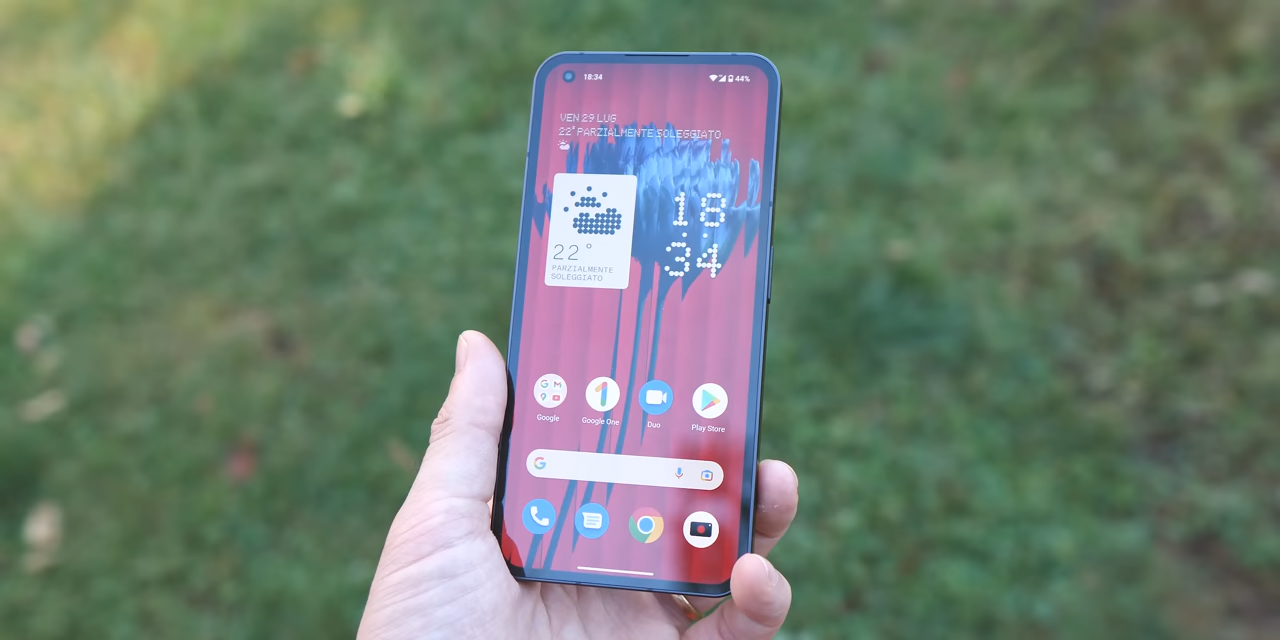 18:34
44%
VEN 29 LUG
22° PARZIALMENTE SOLEGGIATO
22°
PARZIALMENTE
SOLEGGIATO
18
34
Google
Google One
Duo
Play Store